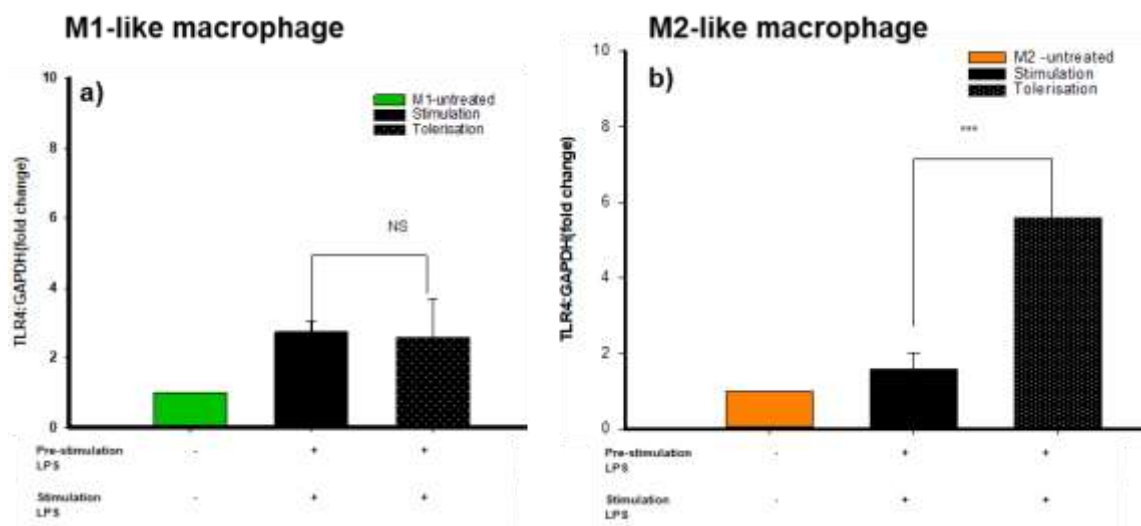 M1-like macrophage
a)
M1-untreated
Stimulation
Tolerisation
10
8
6
4
2
0
TLR4:GAPDH(fold change)
NS
Pre-stimulation - + +
LPS
Stimulation - + +
LPS
M2-like macrophage
b)
M2 -untreated
Stimulation
Tolerisation
10
8
6
4
2
0
TLR4:GAPDH(fold change)
***
Pre-stimulation - + +
LPS
Stimulation - + +
LPS